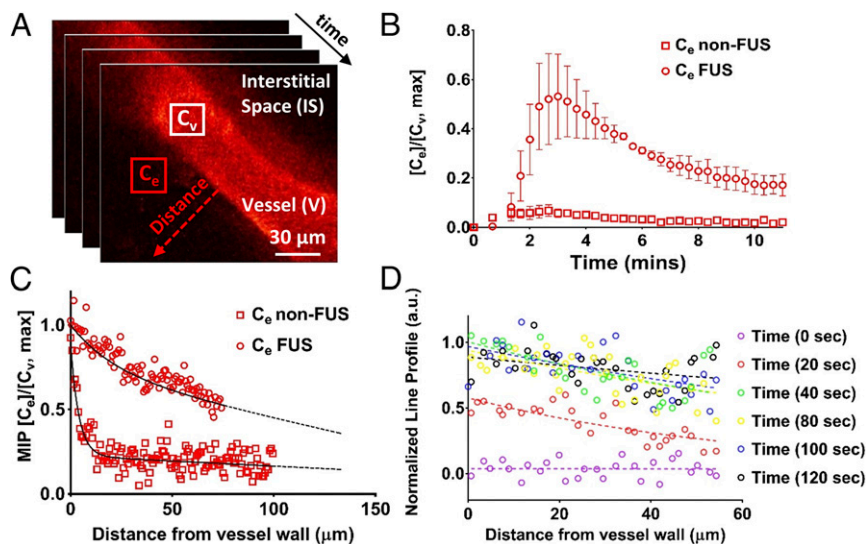 A
time
Interstitial
Space (IS)
Cv
Ce
Distance
Vessel (V)
30 μm
B
[Ce]/[Cv, max]
0.8
0.6
0.4
0.2
0.0
0 2 4 6 8 10
Time (mins)
Ce non-FUS
Ce FUS
C
MIP [Ce]/[Cv, max]
1.0
0.5
0.0
0 50 100 150
Distance from vessel wall (μm)
Ce non-FUS
Ce FUS
D
Normalized Line Profile (a.u.)
1.0
0.5
0.0
0 20 40 60
Distance from vessel wall (μm)
Time (0 sec)
Time (20 sec)
Time (40 sec)
Time (80 sec)
Time (100 sec)
Time (120 sec)